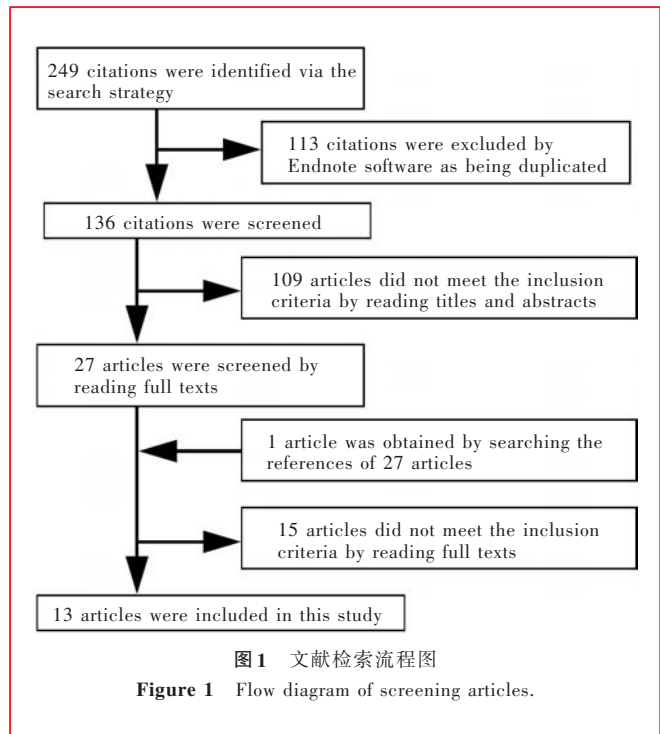 249 citations were identified via the
search strategy
113 citations were excluded by
Endnote software as being duplicated
136 citations were screened
109 articles did not meet the inclusion
criteria by reading titles and abstracts
27 articles were screened by
reading full texts
1 article was obtained by searching the
references of 27 articles
15 articles did not meet the inclusion
criteria by reading full texts
13 articles were included in this study
图1 文献检索流程图
Figure 1 Flow diagram of screening articles.